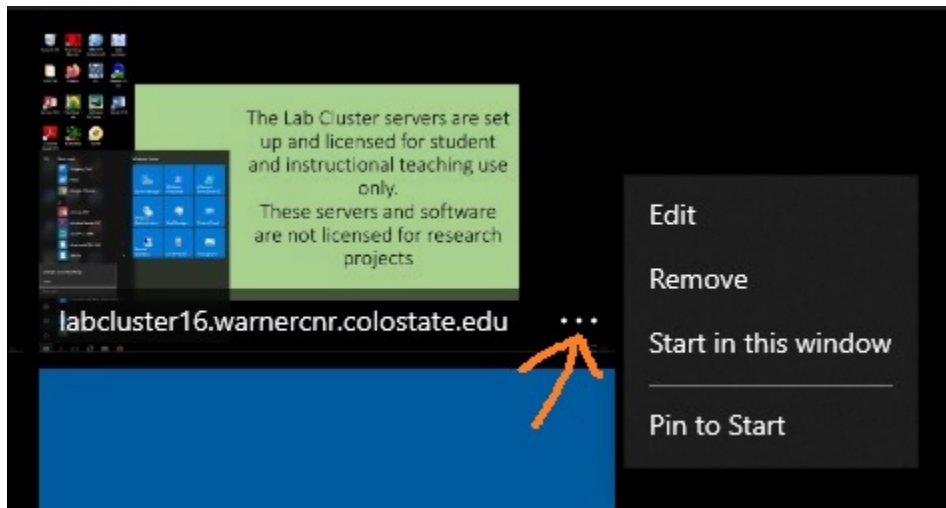 The Lab Cluster servers are set
up and licensed for student
and instructional teaching use
only.
These servers and software
are not licensed for research
projects
labcluster16.warnercnr.colostate.edu
Edit
Remove
Start in this window
Pin to Start